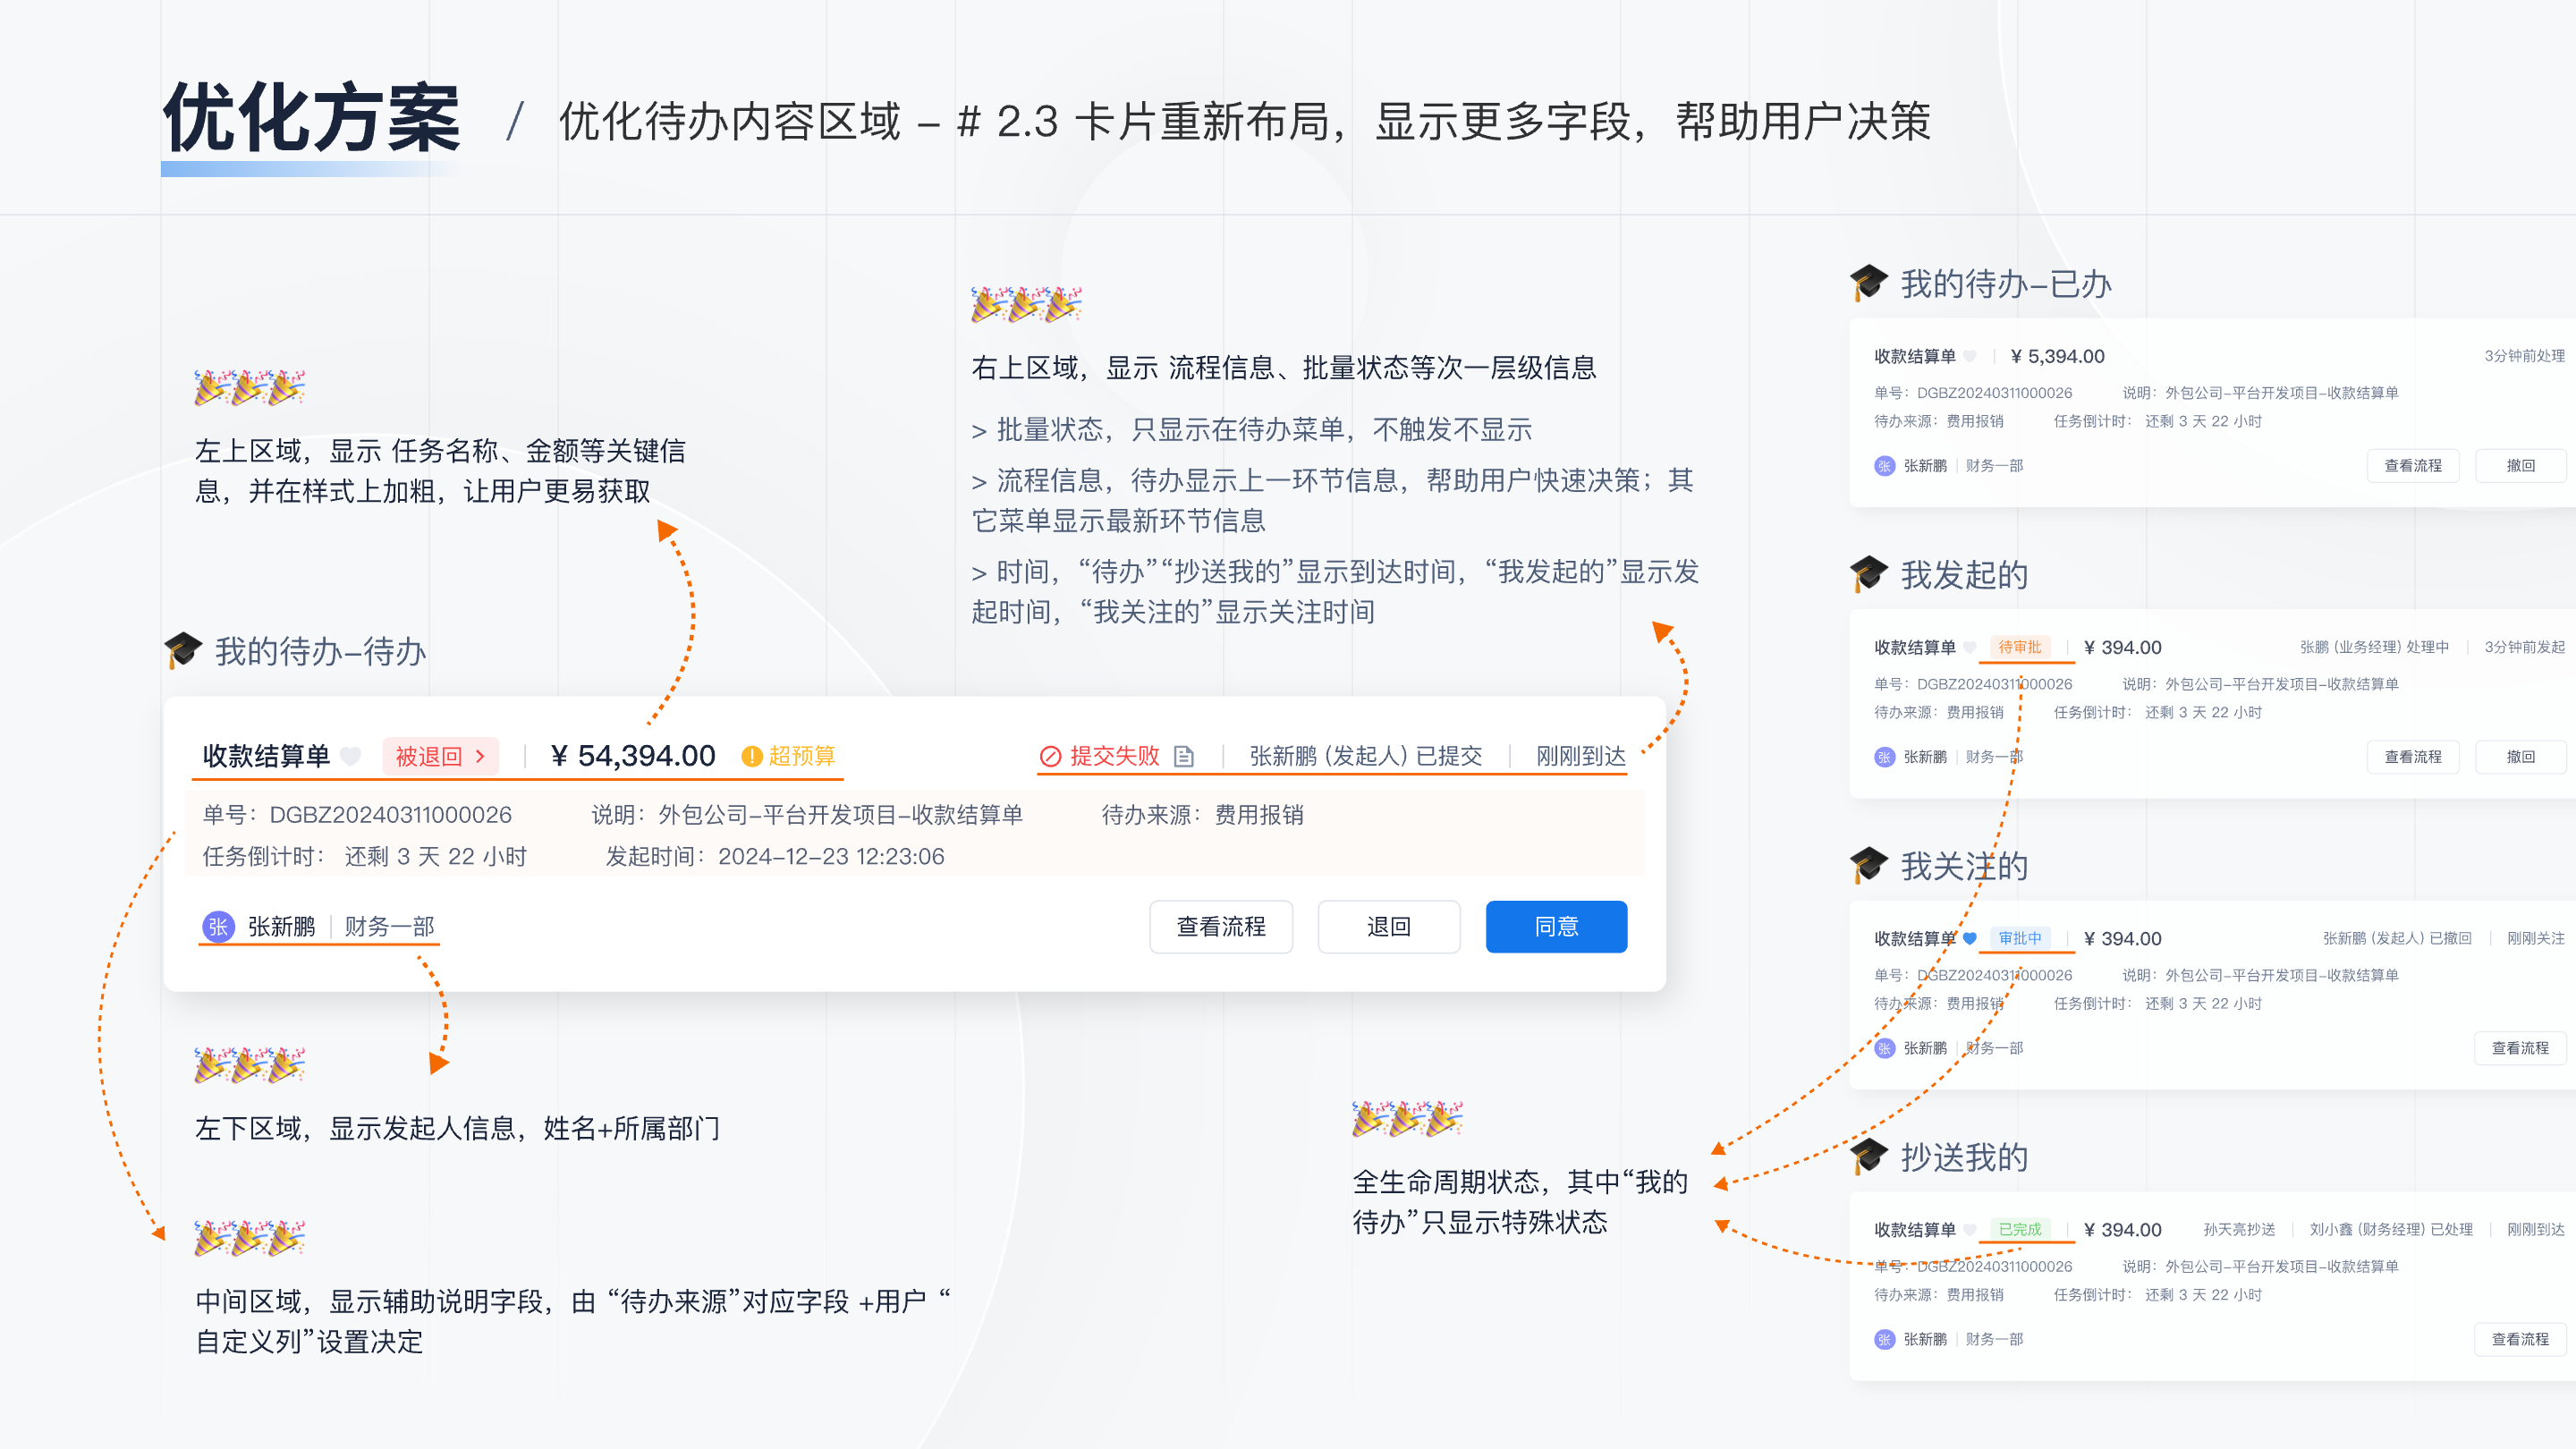 优化方案 / 优化待办内容区域 – # 2.3 卡片重新布局，显示更多字段，帮助用户决策
左上区域，显示 任务名称、金额等关键信
息，并在样式上加粗，让用户更易获取
右上区域，显示 流程信息、批量状态等次一层级信息
> 批量状态，只显示在待办菜单，不触发不显示
> 流程信息，待办显示上一环节信息，帮助用户快速决策；其
它菜单显示最新环节信息
> 时间，“待办”“抄送我的”显示到达时间，“我发起的”显示发
起时间，“我关注的”显示关注时间
我的待办–待办
收款结算单 被退回 > ¥ 54,394.00 超预算 提交失败 张新鹏 (发起人) 已提交 刚刚到达
单号：DGBZ20240311000026 说明：外包公司–平台开发项目–收款结算单 待办来源：费用报销
任务倒计时： 还剩 3 天 22 小时 发起时间：2024–12–23 12:23:06
张 张新鹏 财务一部 查看流程 退回 同意
左下区域，显示发起人信息，姓名+所属部门
中间区域，显示辅助说明字段，由 “待办来源”对应字段 +用户 “
自定义列”设置决定
全生命周期状态，其中“我的
待办”只显示特殊状态
我的待办–已办
收款结算单 ¥ 5,394.00 3分钟前处理
单号：DGBZ20240311000026 说明：外包公司–平台开发项目–收款结算单
待办来源：费用报销 任务倒计时： 还剩 3 天 22 小时
张 张新鹏 财务一部 查看流程 撤回
我发起的
收款结算单 待审批 ¥ 394.00 张鹏 (业务经理) 处理中 3分钟前发起
单号：DGBZ20240311000026 说明：外包公司–平台开发项目–收款结算单
待办来源：费用报销 任务倒计时： 还剩 3 天 22 小时
张 张新鹏 财务一部 查看流程 撤回
我关注的
收款结算单 审批中 ¥ 394.00 张新鹏 (发起人) 已撤回 刚刚关注
单号：DGBZ20240311000026 说明：外包公司–平台开发项目–收款结算单
待办来源：费用报销 任务倒计时： 还剩 3 天 22 小时
张 张新鹏 财务一部 查看流程
抄送我的
收款结算单 已完成 ¥ 394.00 孙天亮抄送 刘小鑫 (财务经理) 已处理 刚刚到达
单号：DGBZ20240311000026 说明：外包公司–平台开发项目–收款结算单
待办来源：费用报销 任务倒计时： 还剩 3 天 22 小时
张 张新鹏 财务一部 查看流程